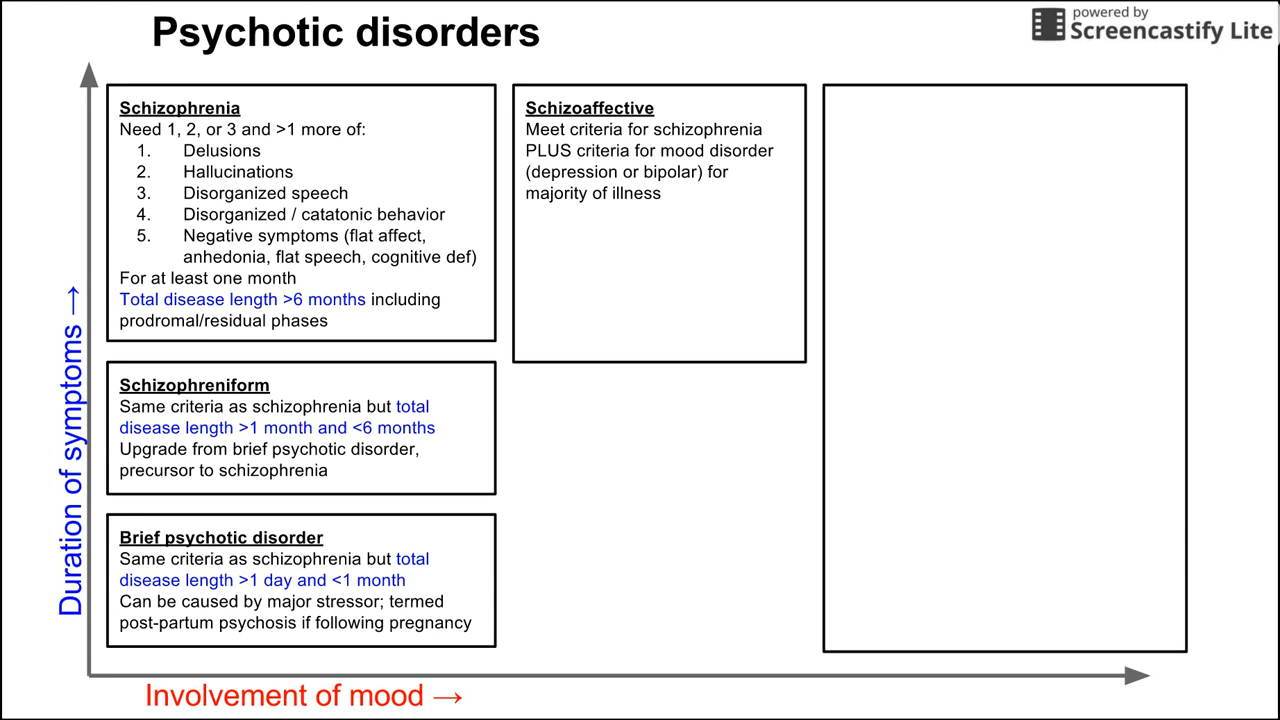 Psychotic disorders
powered by
Screencastify Lite
Schizophrenia
Need 1, 2, or 3 and >1 more of:
1. Delusions
2. Hallucinations
3. Disorganized speech
4. Disorganized / catatonic behavior
5. Negative symptoms (flat affect,
anhedonia, flat speech, cognitive def)
For at least one month
Total disease length >6 months including
prodromal/residual phases
Schizoaffective
Meet criteria for schizophrenia
PLUS criteria for mood disorder
(depression or bipolar) for
majority of illness
Schizophreniform
Same criteria as schizophrenia but total
disease length >1 month and <6 months
Upgrade from brief psychotic disorder,
precursor to schizophrenia
Brief psychotic disorder
Same criteria as schizophrenia but total
disease length >1 day and <1 month
Can be caused by major stressor; termed
post-partum psychosis if following pregnancy
Duration of symptoms →
Involvement of mood →